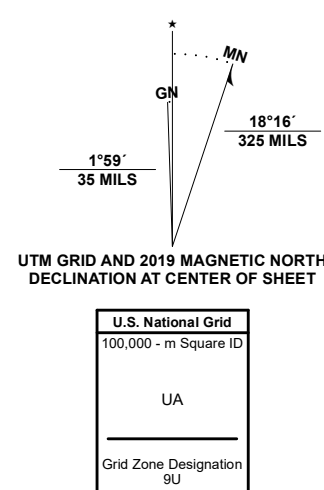 MN
GN
18°16´
325 MILS
1°59´
35 MILS
UTM GRID AND 2019 MAGNETIC NORTH
DECLINATION AT CENTER OF SHEET
U.S. National Grid
100,000 - m Square ID
UA
Grid Zone Designation
9U